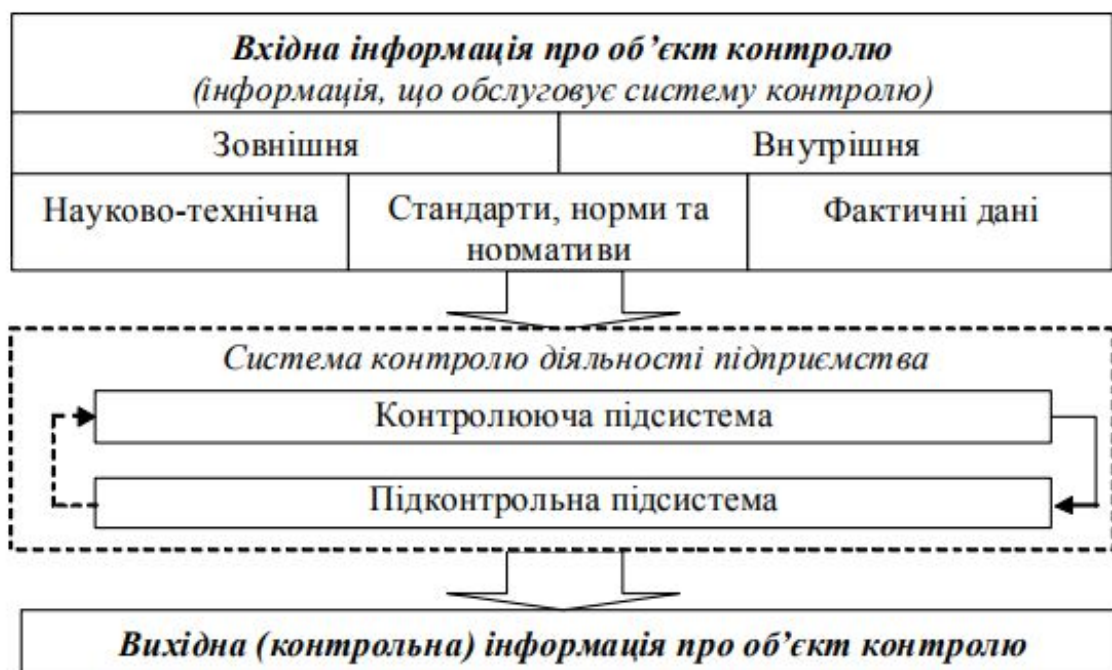 Вхідна інформація про об’єкт контролю
(інформація, що обслуговує систему контролю)
Зовнішня
Внутрішня
Науково-технічна
Стандарти, норми та
нормативи
Фактичні дані
Система контролю діяльності підприємства
Контролююча підсистема
Підконтрольна підсистема
Вихідна (контрольна) інформація про об’єкт контролю